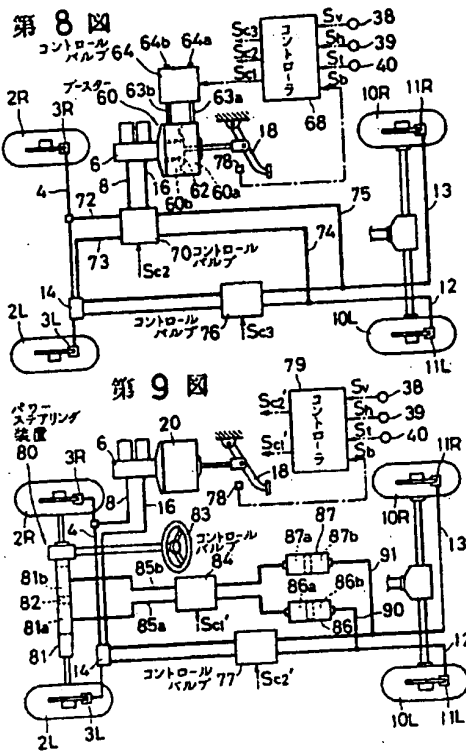 第8図
コントロール
バルブ
64
64b
64a
ブースター
63b
63a
60
2R
3R
6
4
8
16
62
60a
60b
18
78
72
73
70
コントロール
バルブ
Sc2
75
74
14
2L
3L
コントロール
バルブ
76
Sc3
Sc3
Sc2
Sc1
コントローラ
68
Sv
Sh
St
Sb
38
39
40
10R
11R
13
12
10L
11L
第9図
パワー
ステアリング
装置
80
3R
2R
6
20
8
16
4
18
78
83
コントロール
バルブ
84
85b
85a
Sc1'
81b
82
81a
81
14
2L
3L
コントロール
バルブ
77
Sc2'
Sc2'
Sc1'
79
コントローラ
Sv
Sh
St
Sb
38
39
40
87a
87
87b
86a
86b
86
91
90
10R
11R
13
12
10L
11L